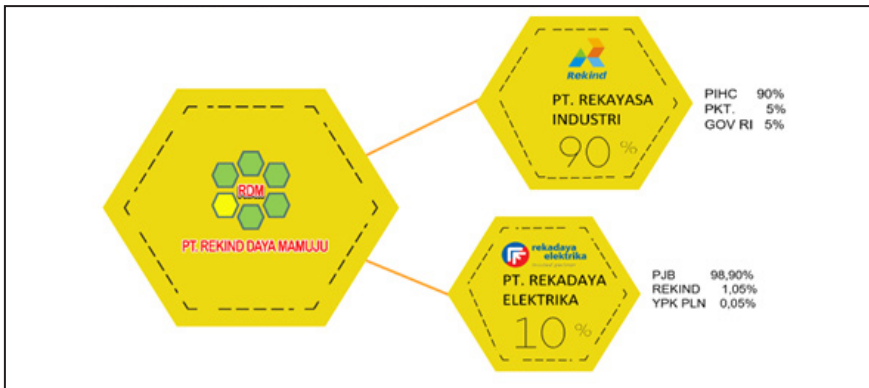 RDM
PT. REKIND DAYA MAMUJU
Rekind
PT. REKAYASA
INDUSTRI
90 %
PIHC 90%
PKT. 5%
GOV RI 5%
rekadaya
elektrika
PT. REKADAYA
ELEKTRIKA
10 %
PJB 98,90%
REKIND 1,05%
YPK PLN 0,05%